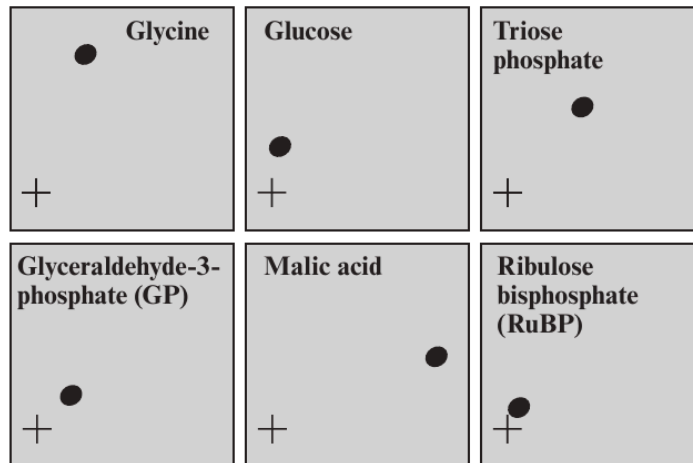 Glycine
Glucose
Triose
phosphate
Glyceraldehyde-3-
phosphate (GP)
Malic acid
Ribulose
bisphosphate
(RuBP)